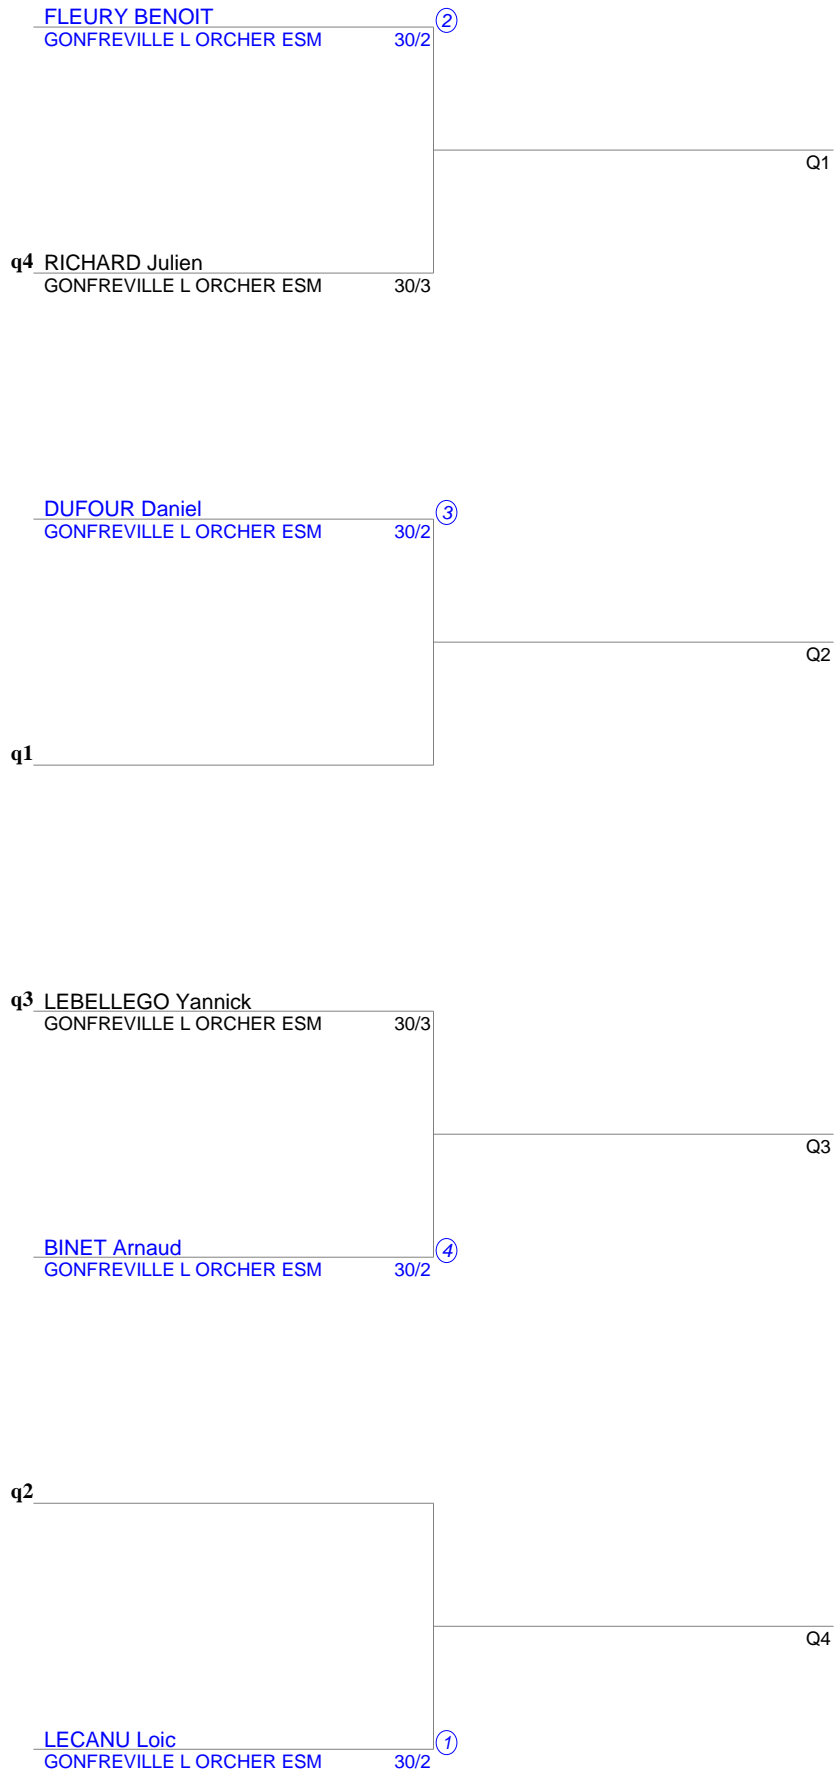 FLEURY BENOIT 2
GONFREVILLE L ORCHER ESM 30/2
Q1
q4 RICHARD Julien
GONFREVILLE L ORCHER ESM 30/3
DUFOUR Daniel 3
GONFREVILLE L ORCHER ESM 30/2
Q2
q1
q3 LEBELLEGO Yannick
GONFREVILLE L ORCHER ESM 30/3
Q3
BINET Arnaud 4
GONFREVILLE L ORCHER ESM 30/2
q2
Q4
LECANU Loic 1
GONFREVILLE L ORCHER ESM 30/2